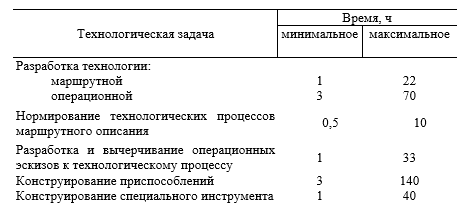 Технологическая задача
Время, ч
минимальное максимальное
Разработка технологии:
маршрутной 1 22
операционной 3 70
Нормирование технологических процессов
маршрутного описания 0,5 10
Разработка и вычерчивание операционных
эскизов к технологическому процессу 1 33
Конструирование приспособлений 3 140
Конструирование специального инструмента 1 40